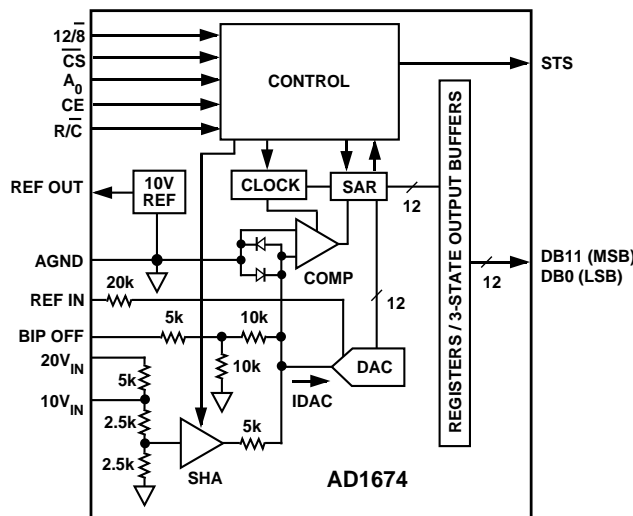 12/8̅
C̅S̅
A₀
CE
R/C̅
CONTROL
STS
REF OUT
10V
REF
CLOCK
SAR
12
COMP
AGND
REF IN
20k
12
REGISTERS / 3-STATE OUTPUT BUFFERS
12
DB11 (MSB)
DB0 (LSB)
BIP OFF
5k
10k
10k
DAC
IDAC
20V_IN
5k
10V_IN
2.5k
2.5k
5k
SHA
AD1674